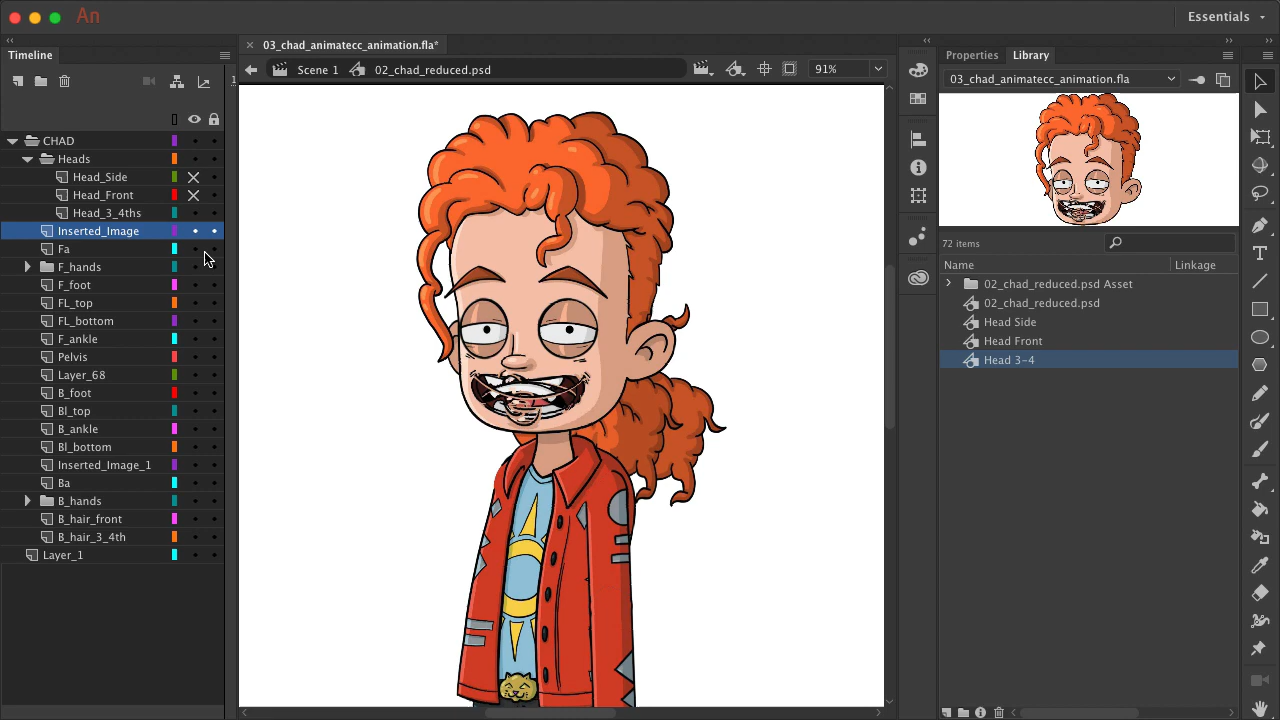 An
Essentials
Timeline
03_chad_animatecc_animation.fla*
Properties
Library
1
Scene 1
02_chad_reduced.psd
91%
03_chad_animatecc_animation.fla
CHAD
Heads
Head_Side
Head_Front
Head_3_4ths
Inserted_Image
Fa
F_hands
F_foot
FL_top
FL_bottom
F_ankle
Pelvis
Layer_68
B_foot
Bl_top
B_ankle
Bl_bottom
Inserted_Image_1
Ba
B_hands
B_hair_front
B_hair_3_4th
Layer_1
72 items
Name
Linkage
02_chad_reduced.psd Asset
02_chad_reduced.psd
Head Side
Head Front
Head 3-4